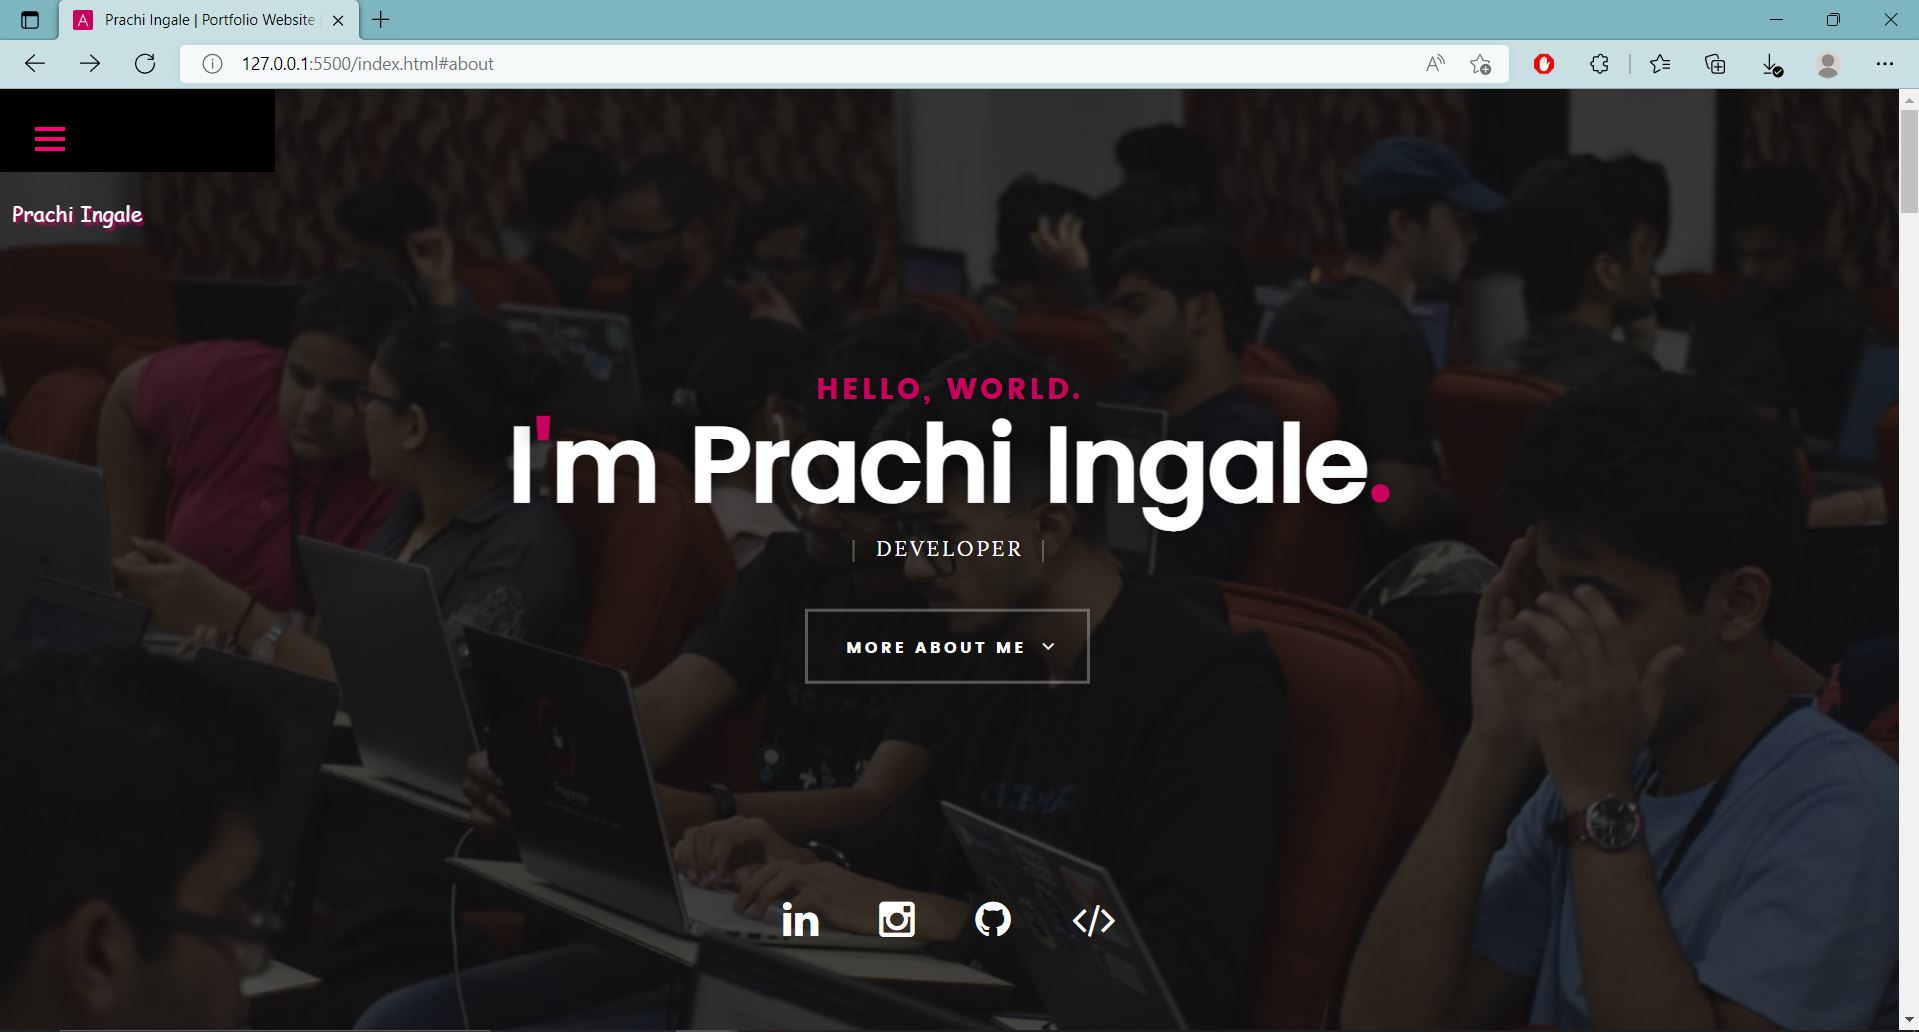 Prachi Ingale | Portfolio Website
127.0.0.1:5500/index.html#about
Prachi Ingale
HELLO, WORLD.
I'm Prachi Ingale.
| DEVELOPER |
MORE ABOUT ME
in
</>